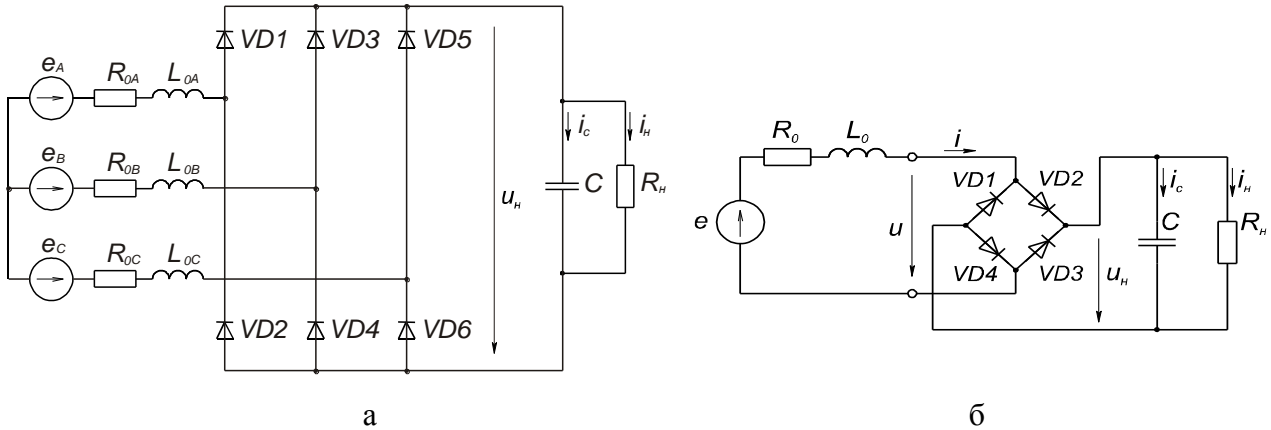 VD1 VD3 VD5
e_A R_0A L_0A
e_B R_0B L_0B
e_C R_0C L_0C
VD2 VD4 VD6
u_н
i_c i_н
C R_н
а
R_0 L_0 i
e u
VD1 VD2
VD4 VD3
u_н
i_c i_н
C R_н
б